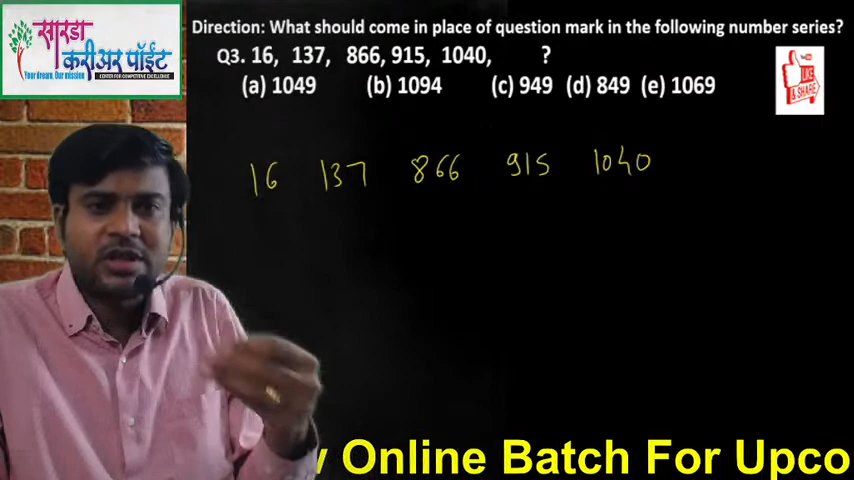 सारडा
करीअर पॉईंट
Your dream, Our mission
CENTER FOR COMPETITIVE EXCELLENCE
Direction: What should come in place of question mark in the following number series?
Q3. 16, 137, 866, 915, 1040, ?
(a) 1049 (b) 1094 (c) 949 (d) 849 (e) 1069
LIKE
& SHARE
16 137 866 915 1040
Online Batch For Upco